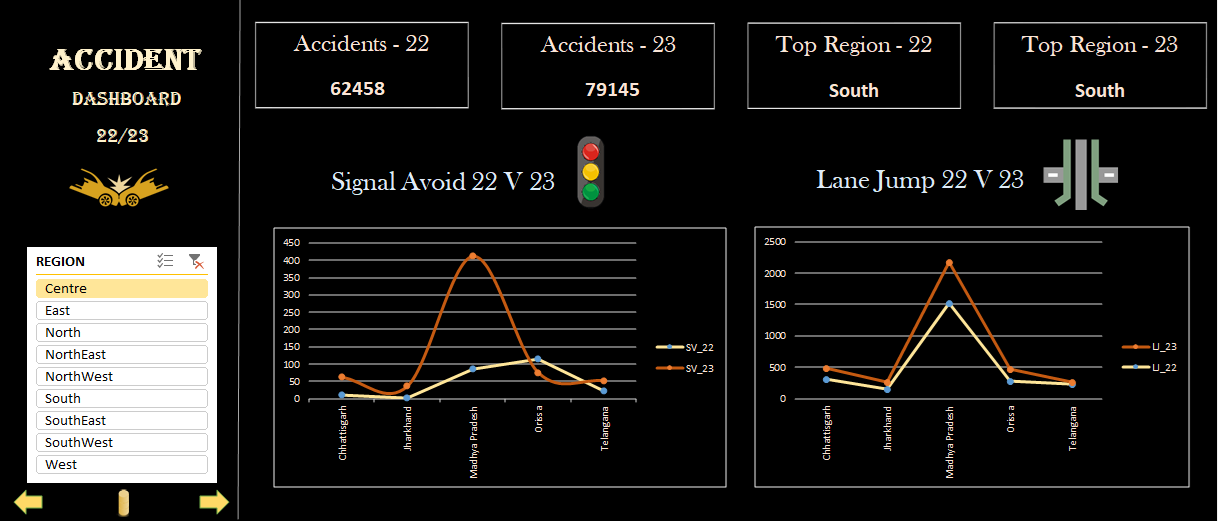 ACCIDENT
DASHBOARD
22/23
REGION
Centre
East
North
NorthEast
NorthWest
South
SouthEast
SouthWest
West
Accidents - 22
62458
Accidents - 23
79145
Top Region - 22
South
Top Region - 23
South
Signal Avoid 22 V 23
450
400
350
300
250
200
150
100
50
0
Chhattisgarh
Jharkhand
Madhya Pradesh
Orissa
Telangana
SV_22
SV_23
Lane Jump 22 V 23
2500
2000
1500
1000
500
0
Chhattisgarh
Jharkhand
Madhya Pradesh
Orissa
Telangana
LJ_23
LJ_22